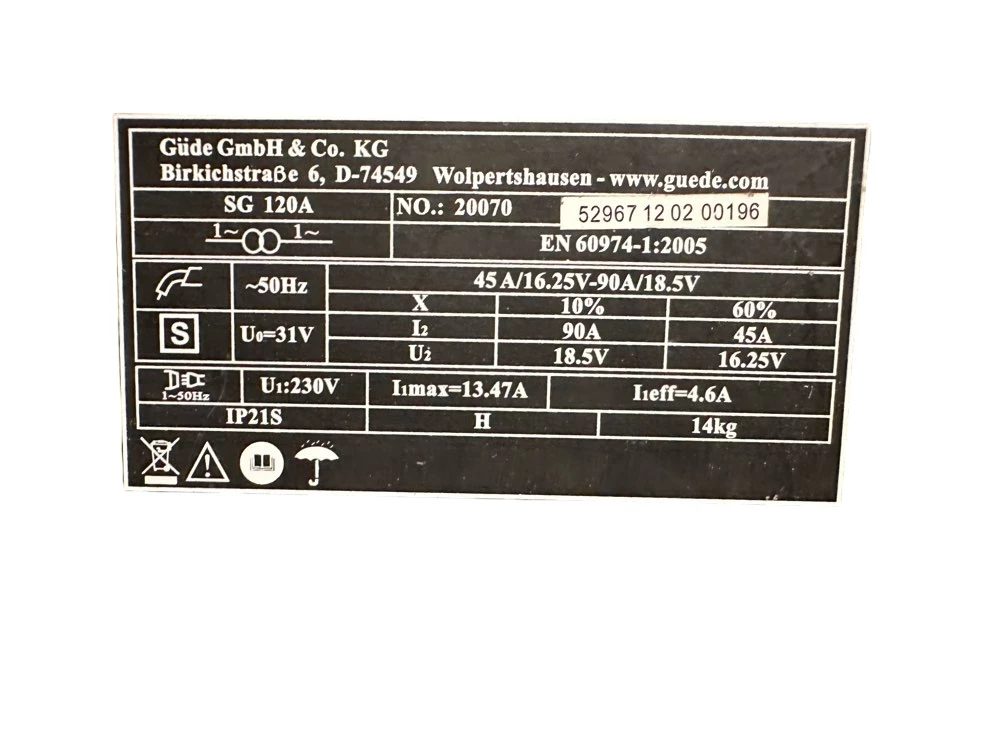 Güde GmbH & Co. KG
Birkichstraße 6, D-74549 Wolpertshausen - www.guede.com
SG 120A NO.: 20070 52967 12 02 00196
1~ 1~ EN 60974-1:2005
~50Hz 45 A/16.25V-90A/18.5V
X 10% 60%
S U₀=31V I₂ 90A 45A
U₂ 18.5V 16.25V
1~50Hz U₁:230V I₁max=13.47A I₁eff=4.6A
IP21S H 14kg